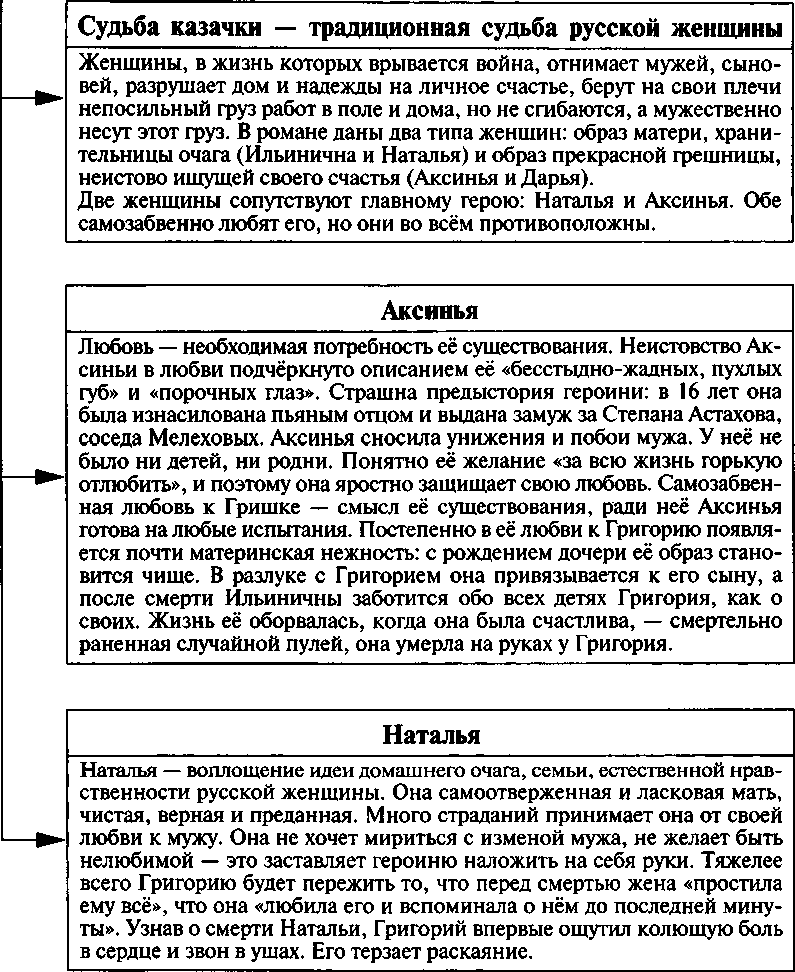 Судьба казачки — традиционная судьба русской женщины
Женщины, в жизнь которых врывается война, отнимает мужей, сыно-
вей, разрушает дом и надежды на личное счастье, берут на свои плечи
непосильный груз работ в поле и дома, но не сгибаются, а мужественно
несут этот груз. В романе даны два типа женщин: образ матери, храни-
тельницы очага (Ильинична и Наталья) и образ прекрасной грешницы,
неистово ищущей своего счастья (Аксинья и Дарья).
Две женщины сопутствуют главному герою: Наталья и Аксинья. Обе
самозабвенно любят его, но они во всём противоположны.
Аксинья
Любовь — необходимая потребность её существования. Неистовство Ак-
синьи в любви подчёркнуто описанием её «бесстыдно-жадных, пухлых
губ» и «порочных глаз». Страшна предыстория героини: в 16 лет она
была изнасилована пьяным отцом и выдана замуж за Степана Астахова,
соседа Мелеховых. Аксинья сносила унижения и побои мужа. У неё не
было ни детей, ни родни. Понятно её желание «за всю жизнь горькую
отлюбить», и поэтому она яростно защищает свою любовь. Самозабвен-
ная любовь к Гришке — смысл её существования, ради неё Аксинья
готова на любые испытания. Постепенно в её любви к Григорию появля-
ется почти материнская нежность: с рождением дочери её образ стано-
вится чище. В разлуке с Григорием она привязывается к его сыну, а
после смерти Ильиничны заботится обо всех детях Григория, как о
своих. Жизнь её оборвалась, когда она была счастлива, — смертельно
раненная случайной пулей, она умерла на руках у Григория.
Наталья
Наталья — воплощение идеи домашнего очага, семьи, естественной нрав-
ственности русской женщины. Она самоотверженная и ласковая мать,
чистая, верная и преданная. Много страданий принимает она от своей
любви к мужу. Она не хочет мириться с изменой мужа, не желает быть
нелюбимой — это заставляет героиню наложить на себя руки. Тяжелее
всего Григорию будет пережить то, что перед смертью жена «простила
ему всё», что она «любила его и вспоминала о нём до последней мину-
ты». Узнав о смерти Натальи, Григорий впервые ощутил колющую боль
в сердце и звон в ушах. Его терзает раскаяние.